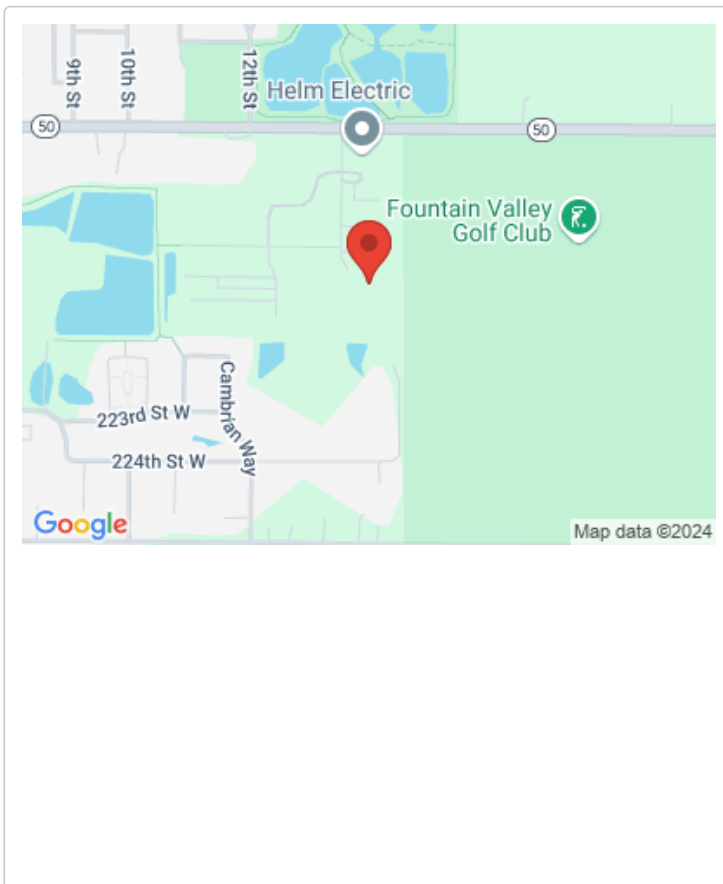 9th St
10th St
12th St
Helm Electric
50
50
Fountain Valley
Golf Club
Cambrian Way
223rd St W
224th St W
Google
Map data ©2024